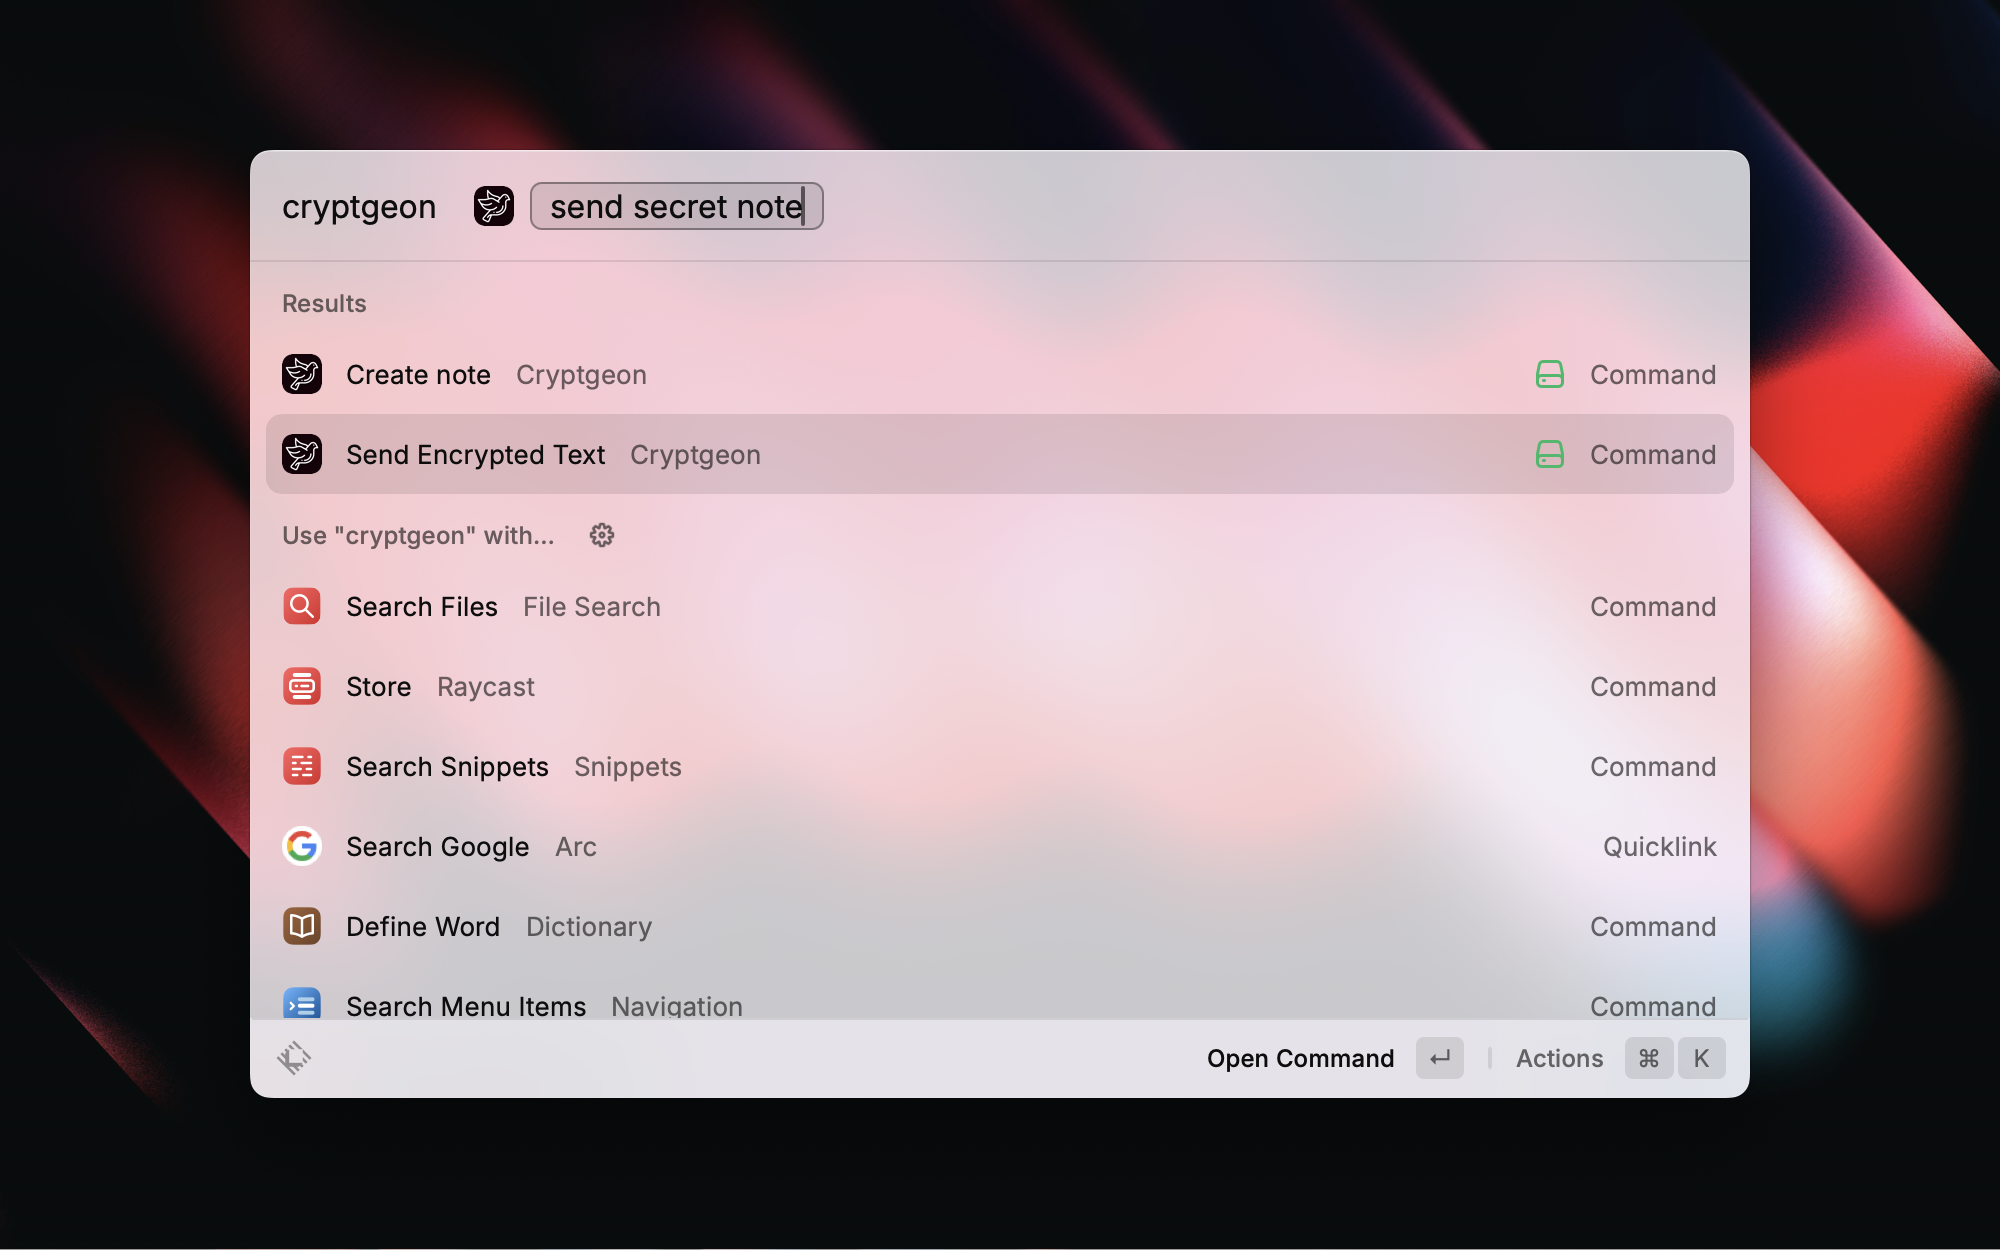 cryptgeon send secret note
Results
Create note Cryptgeon Command
Send Encrypted Text Cryptgeon Command
Use "cryptgeon" with...
Search Files File Search Command
Store Raycast Command
Search Snippets Snippets Command
Search Google Arc Quicklink
Define Word Dictionary Command
Search Menu Items Navigation Command
Open Command ↵ Actions ⌘ K